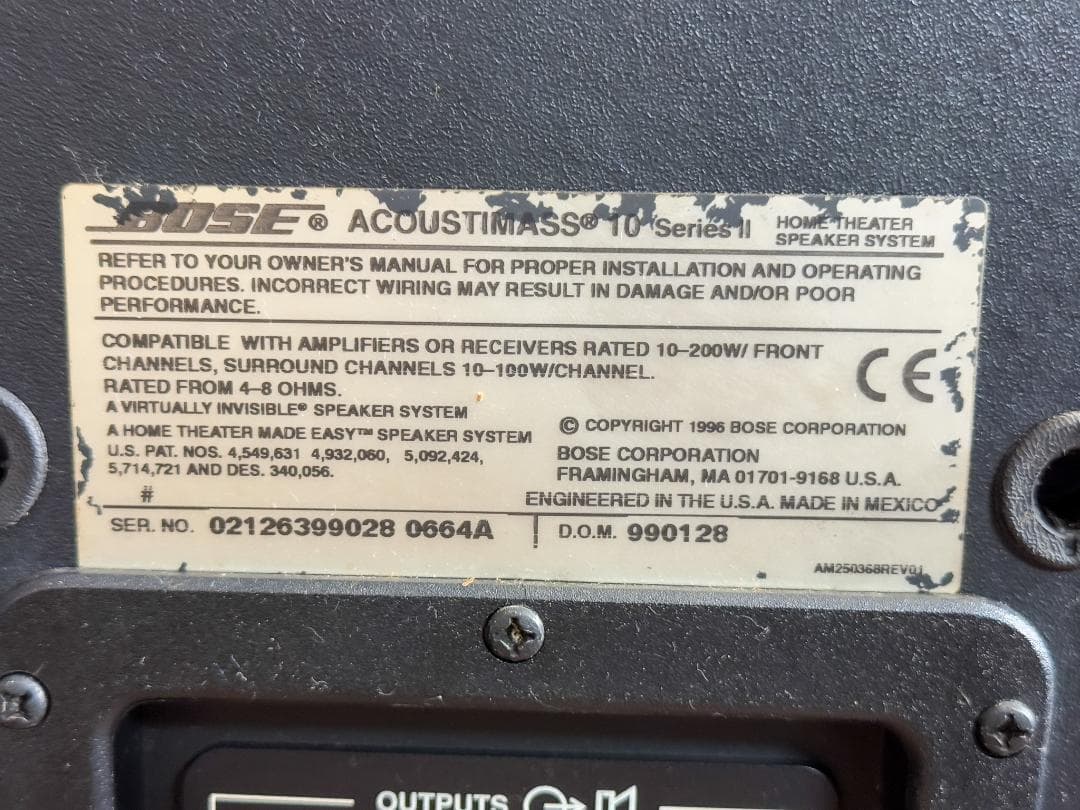 BOSE® ACOUSTIMASS® 10 Series II HOME THEATER SPEAKER SYSTEM
REFER TO YOUR OWNER'S MANUAL FOR PROPER INSTALLATION AND OPERATING
PROCEDURES. INCORRECT WIRING MAY RESULT IN DAMAGE AND/OR POOR
PERFORMANCE.
COMPATIBLE WITH AMPLIFIERS OR RECEIVERS RATED 10–200W/ FRONT
CHANNELS, SURROUND CHANNELS 10–100W/CHANNEL.
RATED FROM 4–8 OHMS.
CE
A VIRTUALLY INVISIBLE® SPEAKER SYSTEM
A HOME THEATER MADE EASY™ SPEAKER SYSTEM
U.S. PAT. NOS. 4,549,631 4,932,060, 5,092,424,
5,714,721 AND DES. 340,056.
#
© COPYRIGHT 1996 BOSE CORPORATION
BOSE CORPORATION
FRAMINGHAM, MA 01701-9168 U.S.A.
ENGINEERED IN THE U.S.A. MADE IN MEXICO
SER. NO. 02126399028 0664A D.O.M. 990128
AM250368REV01
OUTPUTS